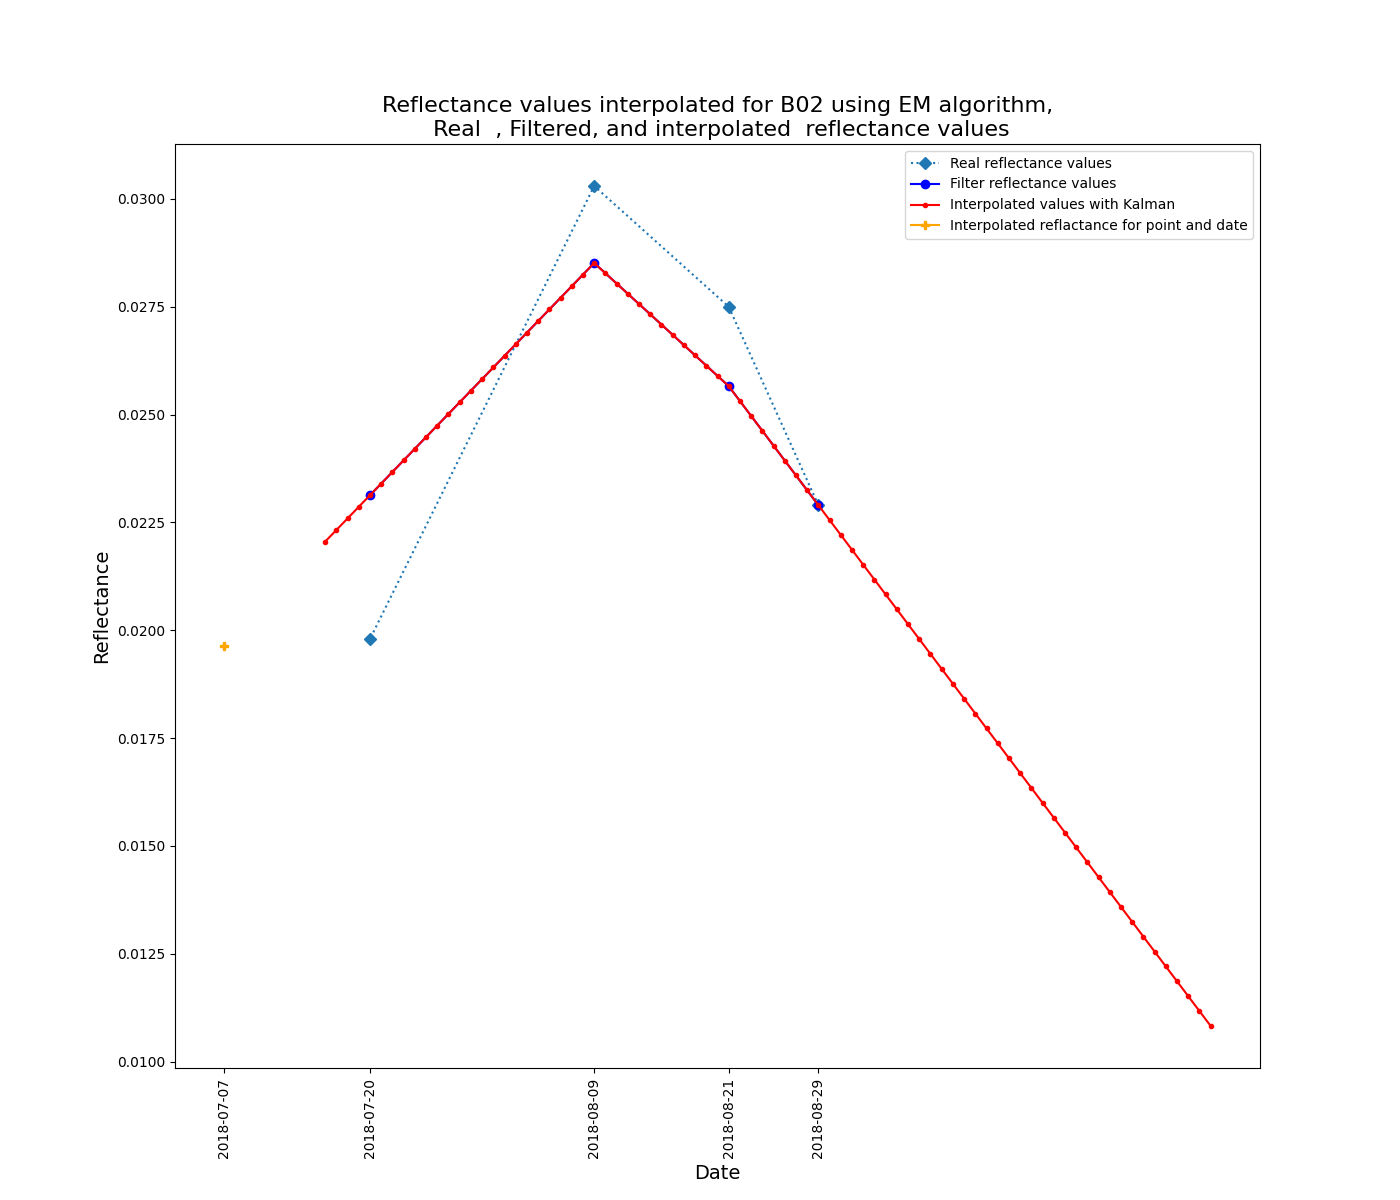 Reflectance values interpolated for B02 using EM algorithm,
Real  , Filtered, and interpolated  reflectance values
Real reflectance values
Filter reflectance values
Interpolated values with Kalman
Interpolated reflactance for point and date
Reflectance
0.0300
0.0275
0.0250
0.0225
0.0200
0.0175
0.0150
0.0125
0.0100
2018-07-07
2018-07-20
2018-08-09
2018-08-21
2018-08-29
Date